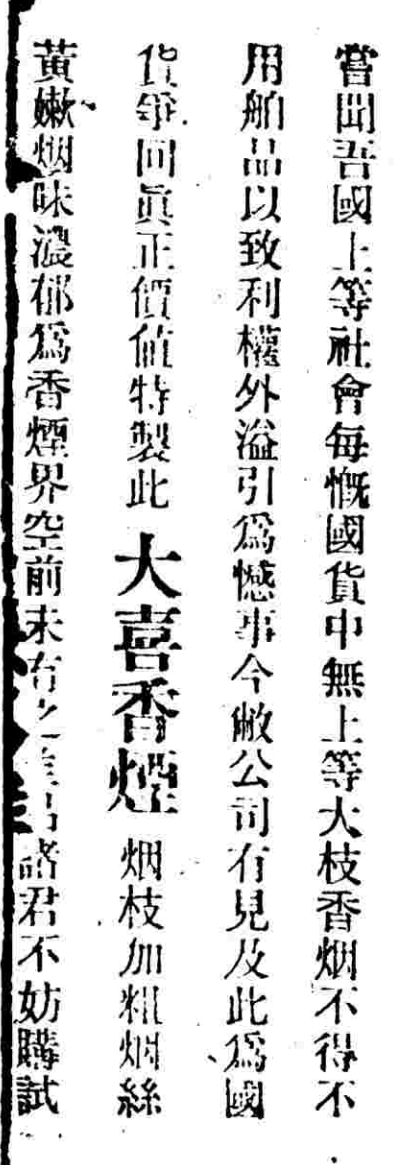 嘗聞吾國上等社會每慨國貨中無上等大枝香烟不得不
用舶品以致利權外溢引爲憾事今敝公司有見及此爲國
貨爭回眞正價値特製此大喜香煙烟枝加粗烟絲
黃嫩烟味濃郁爲香煙界空前未有之品諸君不妨購試